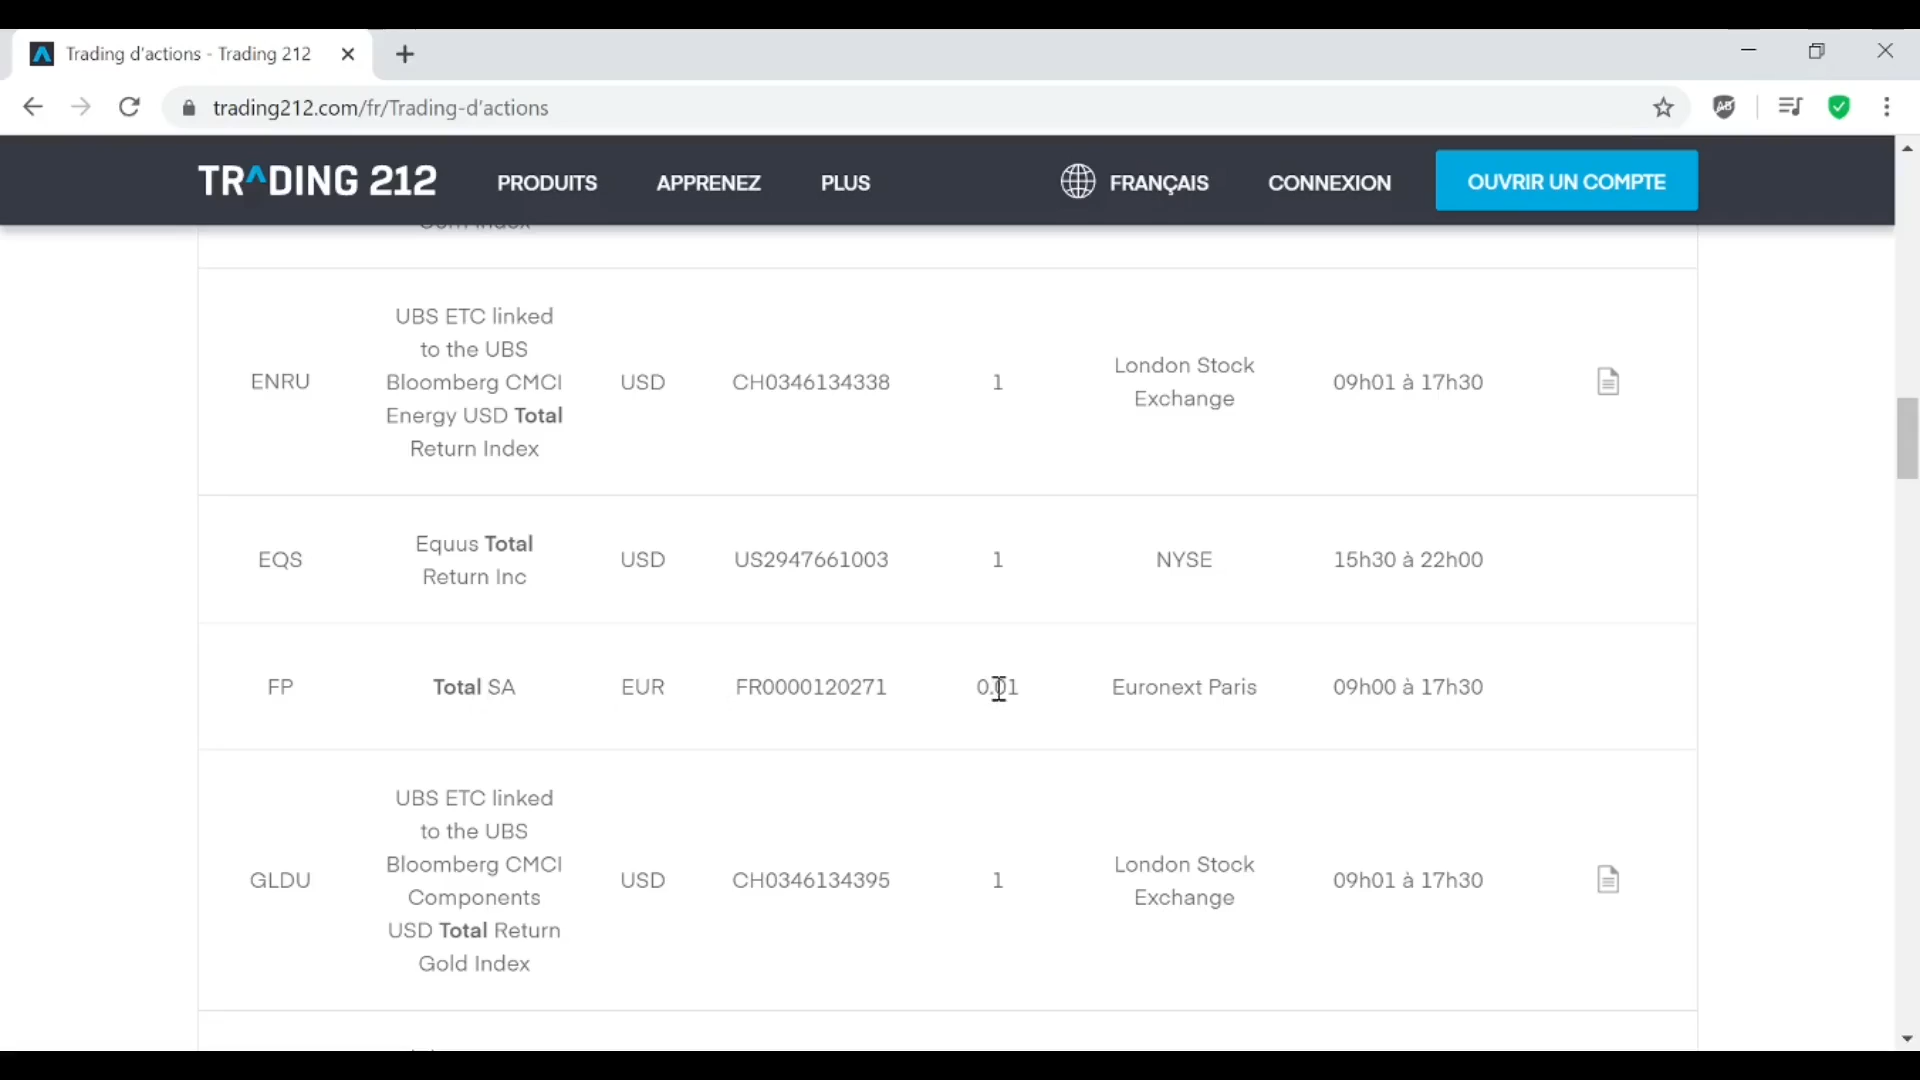 Trading d'actions - Trading 212
trading212.com/fr/Trading-d'actions
TRADING 212 PRODUITS APPRENEZ PLUS FRANÇAIS CONNEXION OUVRIR UN COMPTE
ENRU
UBS ETC linked
to the UBS
Bloomberg CMCI
Energy USD Total
Return Index
USD
CH0346134338
1
London Stock
Exchange
09h01 à 17h30
EQS
Equus Total
Return Inc
USD
US2947661003
1
NYSE
15h30 à 22h00
FP
Total SA
EUR
FR0000120271
0.01
Euronext Paris
09h00 à 17h30
GLDU
UBS ETC linked
to the UBS
Bloomberg CMCI
Components
USD Total Return
Gold Index
USD
CH0346134395
1
London Stock
Exchange
09h01 à 17h30